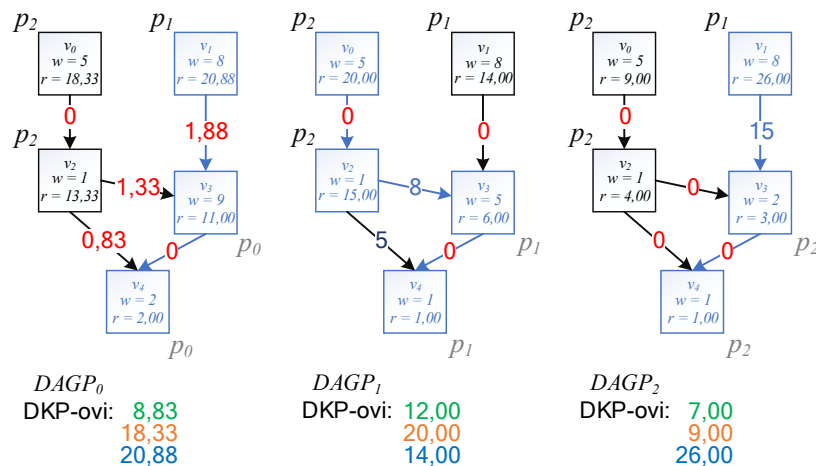 p2 p1
v0
w = 5
r = 18,33
v1
w = 8
r = 20,88
0
1,88
p2
v2
w = 1
r = 13,33
1,33
v3
w = 9
r = 11,00
0,83
0
p0
v4
w = 2
r = 2,00
p0
DAGP0
DKP-ovi: 8,83
18,33
20,88
p2 p1
v0
w = 5
r = 20,00
v1
w = 8
r = 14,00
0
0
p2
v2
w = 1
r = 15,00
8
v3
w = 5
r = 6,00
5
0
p1
v4
w = 1
r = 1,00
p1
DAGP1
DKP-ovi: 12,00
20,00
14,00
p2 p1
v0
w = 5
r = 9,00
v1
w = 8
r = 26,00
0
15
v2
w = 1
r = 4,00
0
v3
w = 2
r = 3,00
0
0
p2
v4
w = 1
r = 1,00
p2
DAGP2
DKP-ovi: 7,00
9,00
26,00